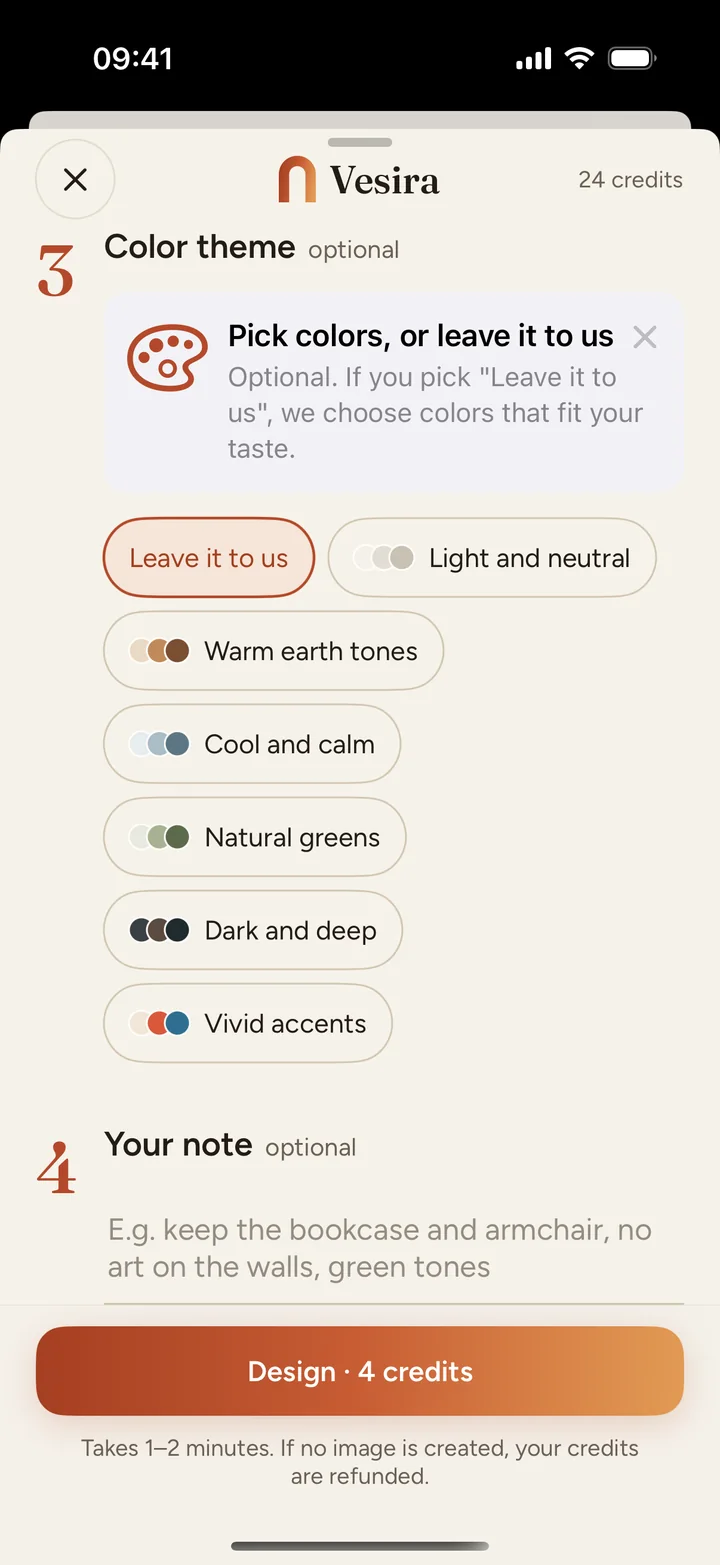 09:41
Vesira
24 credits
3
Color theme optional
Pick colors, or leave it to us
Optional. If you pick "Leave it to
us", we choose colors that fit your
taste.
Leave it to us
Light and neutral
Warm earth tones
Cool and calm
Natural greens
Dark and deep
Vivid accents
4
Your note optional
E.g. keep the bookcase and armchair, no
art on the walls, green tones
Design · 4 credits
Takes 1–2 minutes. If no image is created, your credits
are refunded.